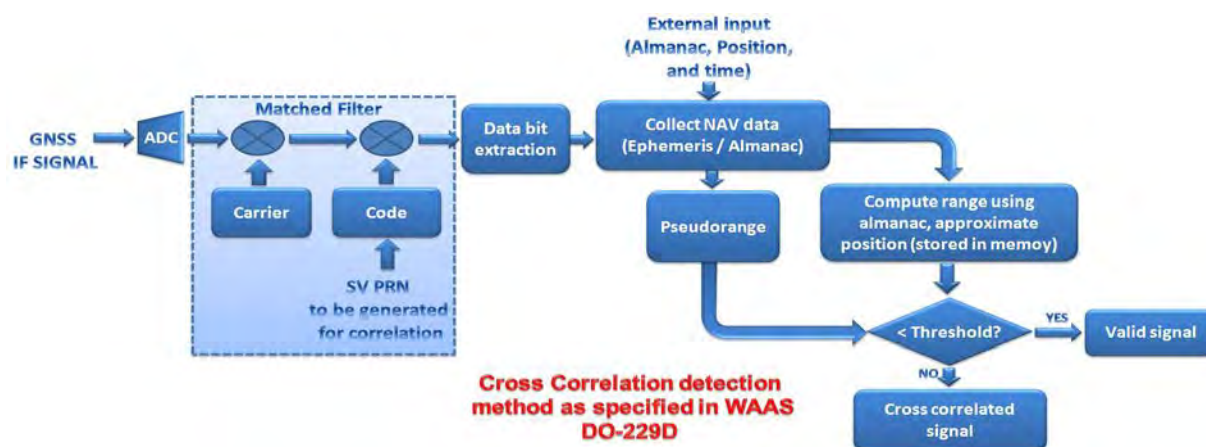 External input
(Almanac, Position,
and time)
Matched Filter
GNSS
IF SIGNAL
ADC
Data bit
extraction
Collect NAV data
(Ephemeris / Almanac)
Carrier
Code
Pseudorange
Compute range using
almanac, approximate
position (stored in memoy)
SV PRN
to be generated
for correlation
< Threshold?
YES
Valid signal
NO
Cross Correlation detection
method as specified in WAAS
DO-229D
Cross correlated
signal